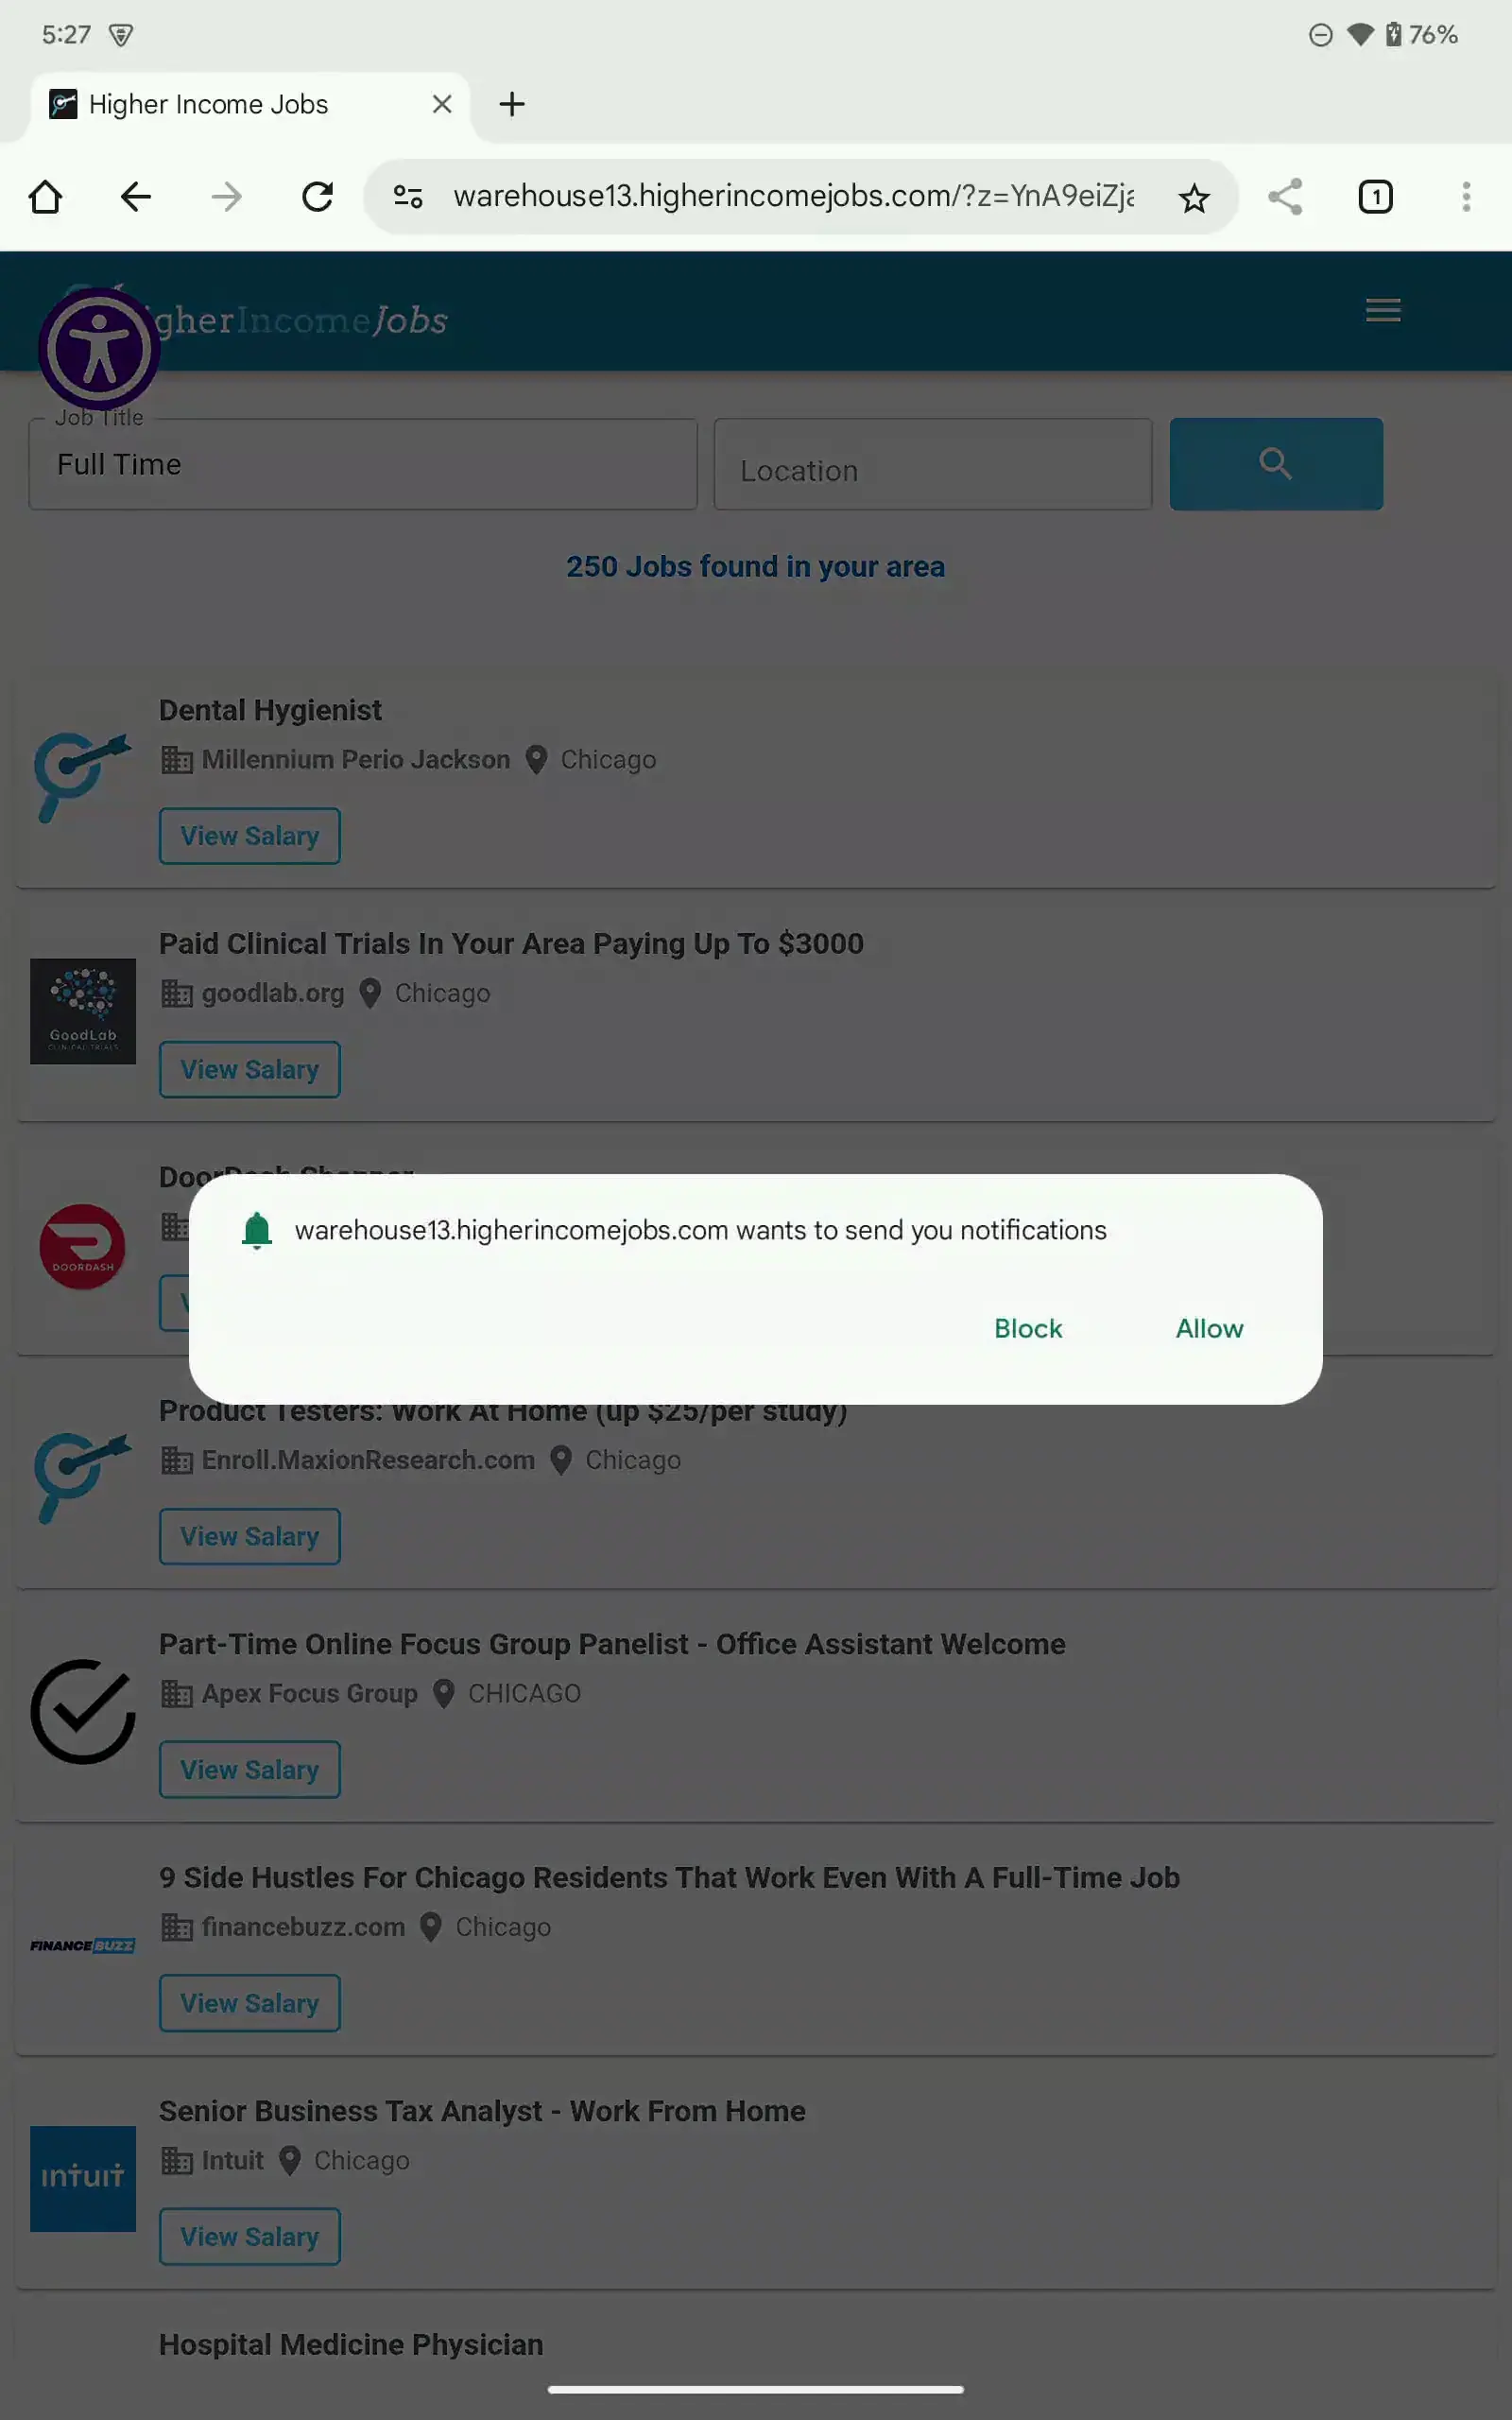 5:27
76%
Higher Income Jobs
warehouse13.higherincomejobs.com/?z=YnA9eiZj
gherIncomeJobs
Job Title
Full Time
Location
250 Jobs found in your area
Dental Hygienist
Millennium Perio Jackson Chicago
View Salary
Paid Clinical Trials In Your Area Paying Up To $3000
GoodLab
CLINICAL TRIALS
goodlab.org Chicago
View Salary
DoorDash Shopper
DOORDASH
warehouse13.higherincomejobs.com wants to send you notifications
Block Allow
Product Testers: Work At Home (up $25/per study)
Enroll.MaxionResearch.com Chicago
View Salary
Part-Time Online Focus Group Panelist - Office Assistant Welcome
Apex Focus Group CHICAGO
View Salary
9 Side Hustles For Chicago Residents That Work Even With A Full-Time Job
FINANCEBUZZ
financebuzz.com Chicago
View Salary
Senior Business Tax Analyst - Work From Home
intuit
Intuit Chicago
View Salary
Hospital Medicine Physician